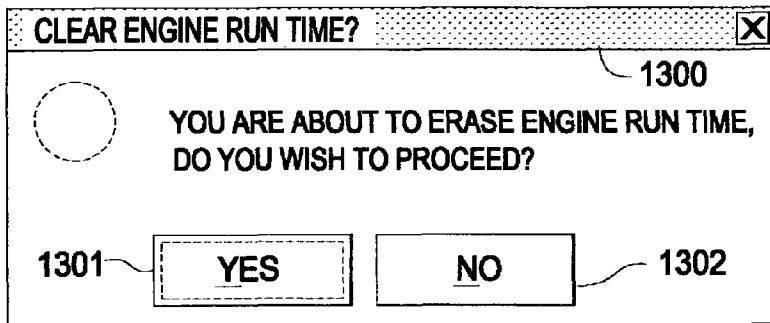 CLEAR ENGINE RUN TIME? X
1300
YOU ARE ABOUT TO ERASE ENGINE RUN TIME,
DO YOU WISH TO PROCEED?
1301 YES NO 1302